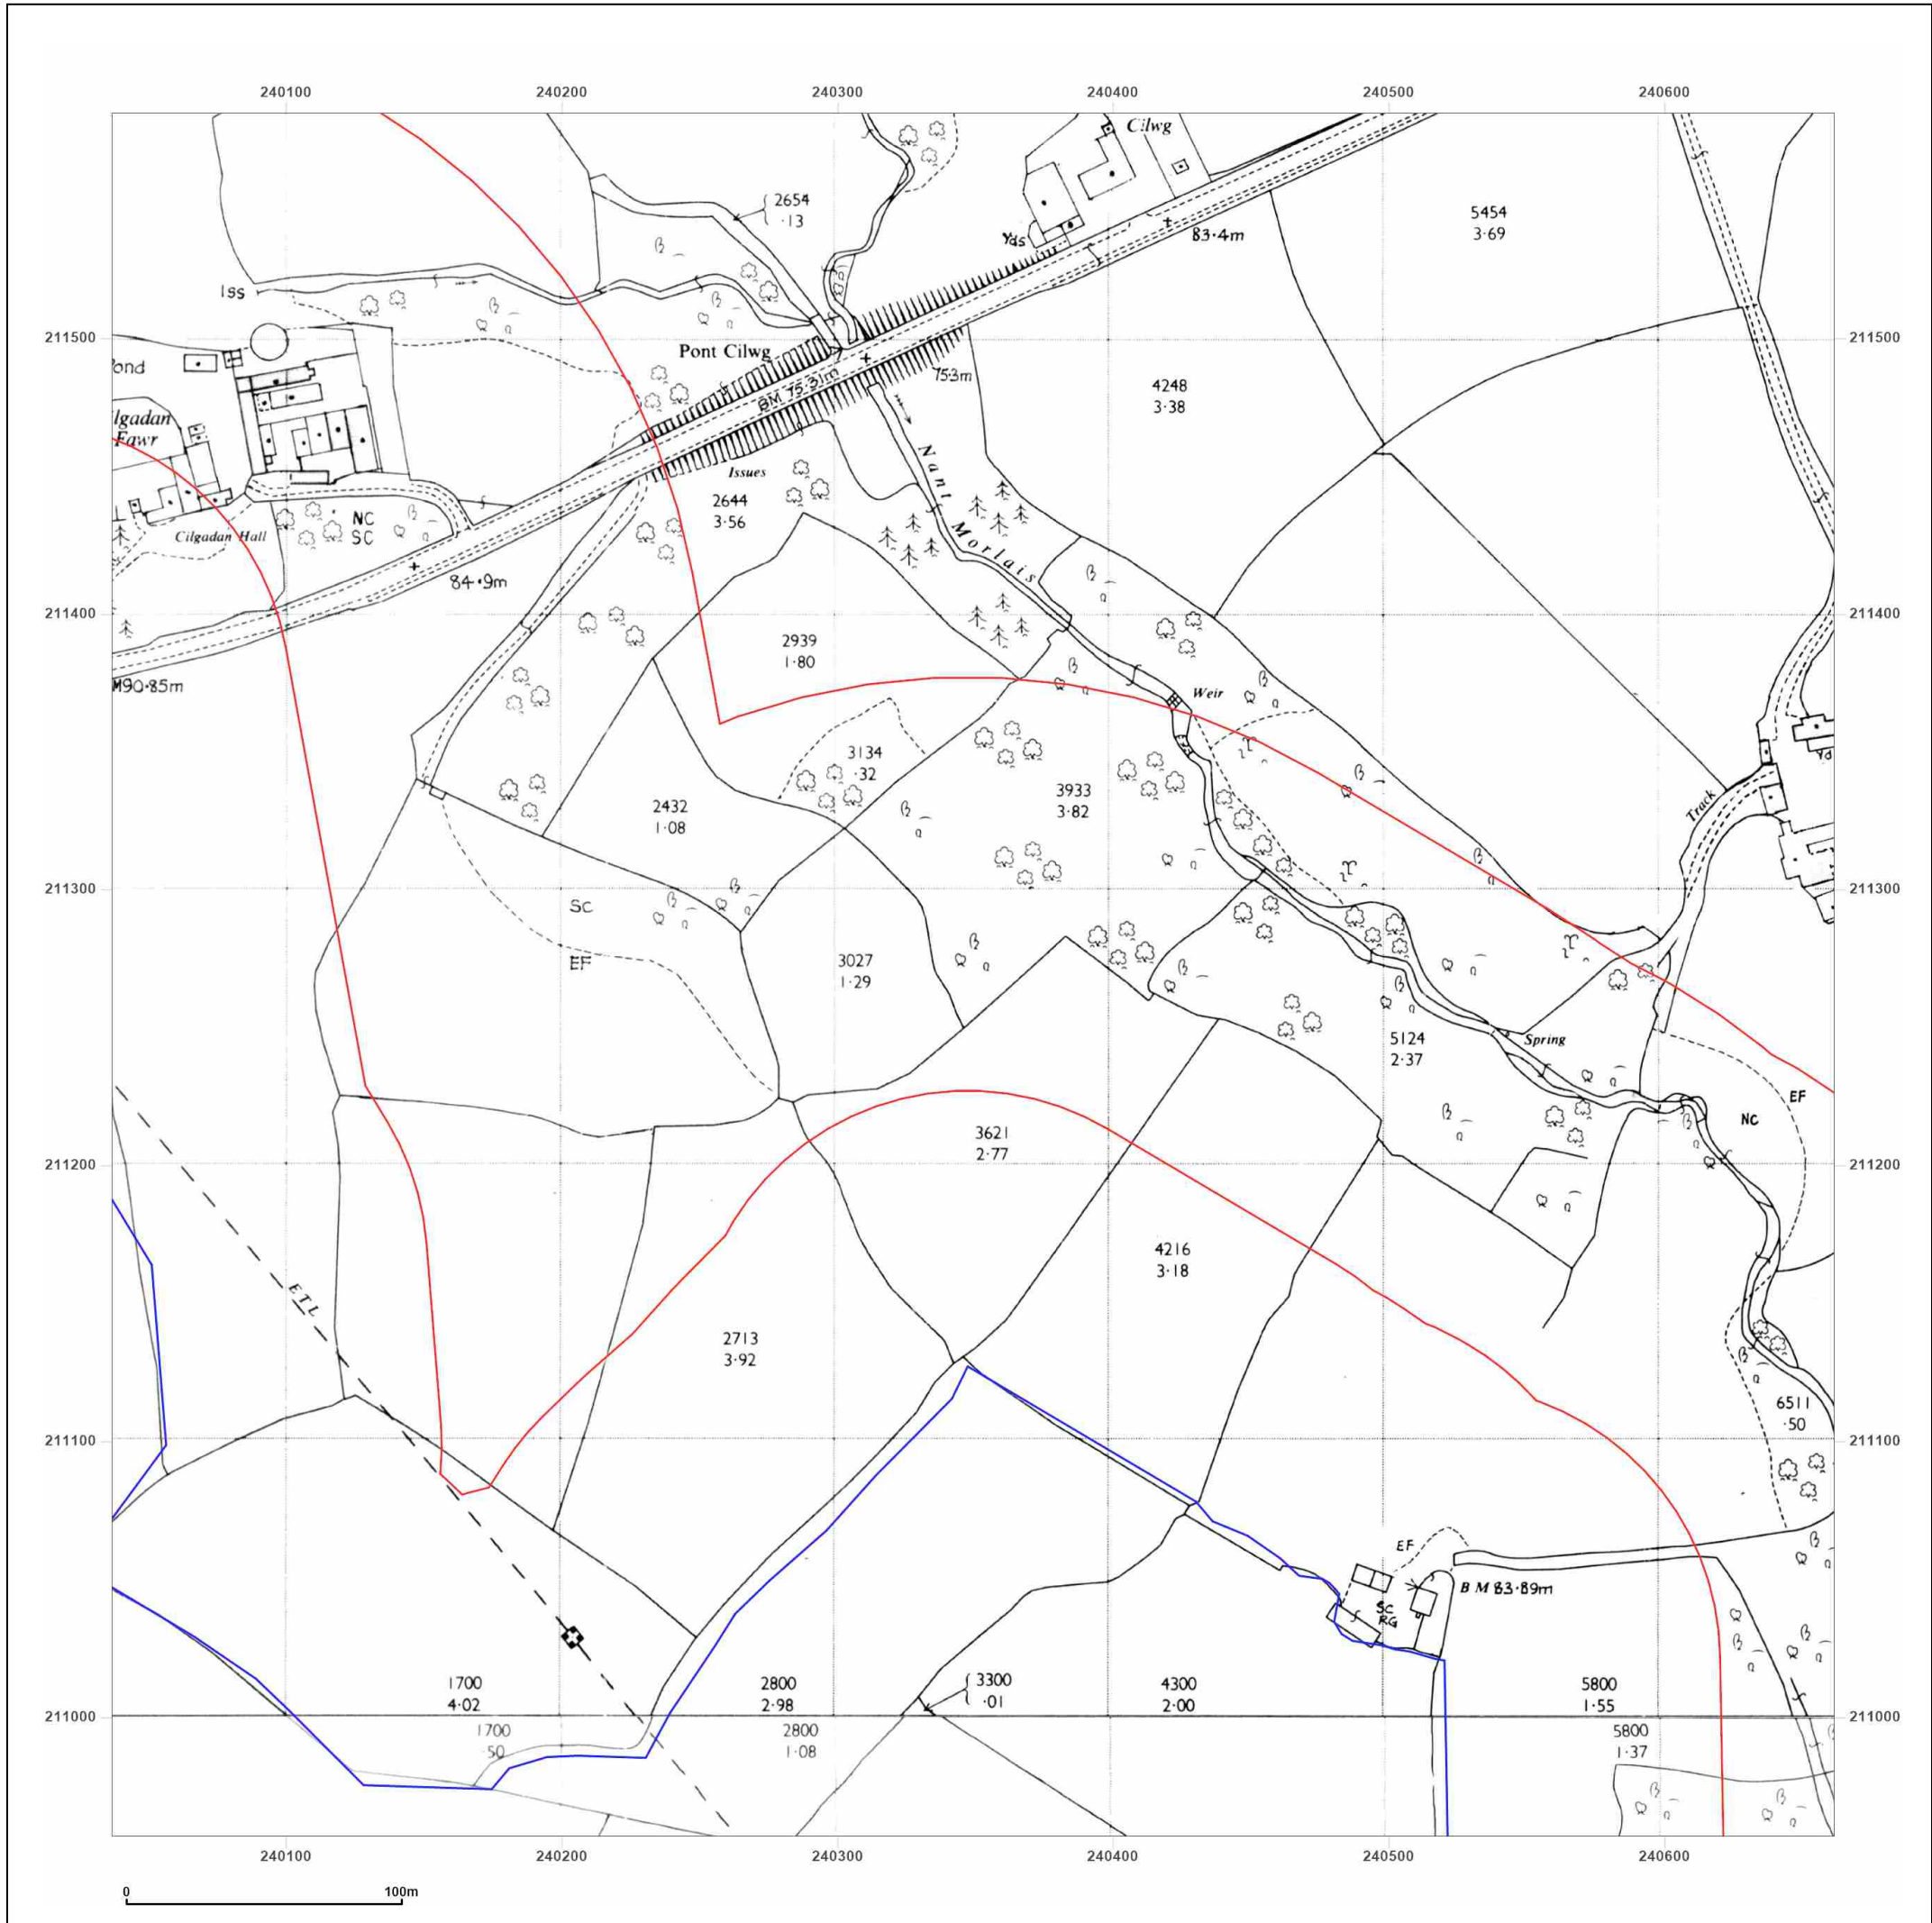 240100 240200 240300 240400 240500 240600
Cilwg
2654
·13
5454
3·69
Yds
83·4m
Iss
211500
211500
Pont Cilwg
ond
BM 75·31m
75·3m
4248
3·38
lgadan
Fawr
Issues
Nant Morlais
2644
3·56
NC
SC
Cilgadan Hall
84·9m
211400
211400
2939
1·80
M90·85m
Weir
3134
·32
Yd
3933
3·82
2432
1·08
Track
211300
211300
SC
EF
3027
1·29
Spring
5124
2·37
EF
NC
3621
2·77
211200
211200
4216
3·18
ETL
2713
3·92
6511
·50
211100
211100
EF
BM 83·89m
SC
RG
1700
4·02
2800
2·98
3300
·01
4300
2·00
5800
1·55
211000
211000
1700
·50
2800
1·08
5800
1·37
240100 240200 240300 240400 240500 240600
0 100m